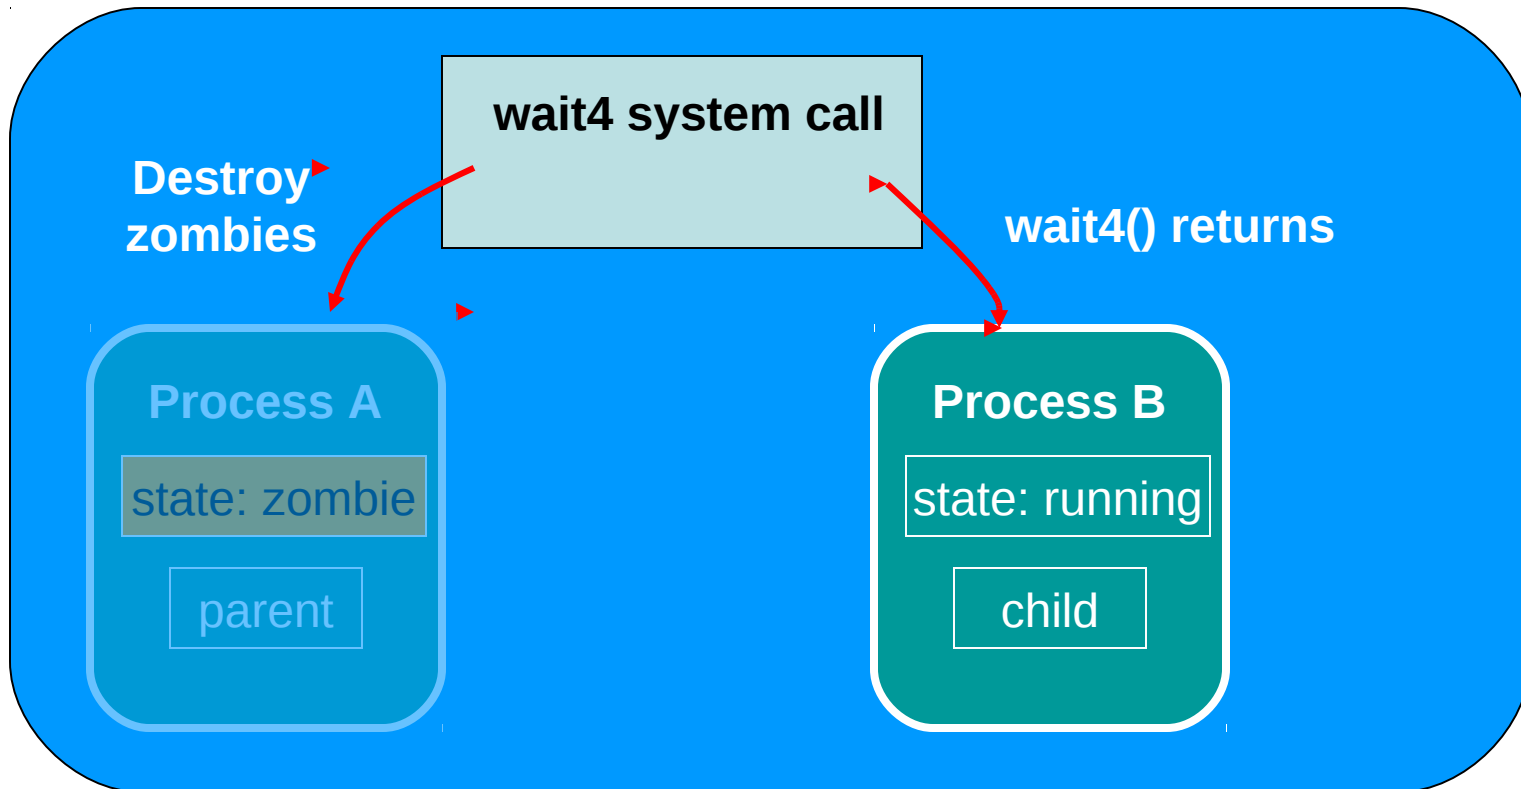 wait4 system call
Destroy
zombies
wait4() returns
Process A
state: zombie
parent
Process B
state: running
child